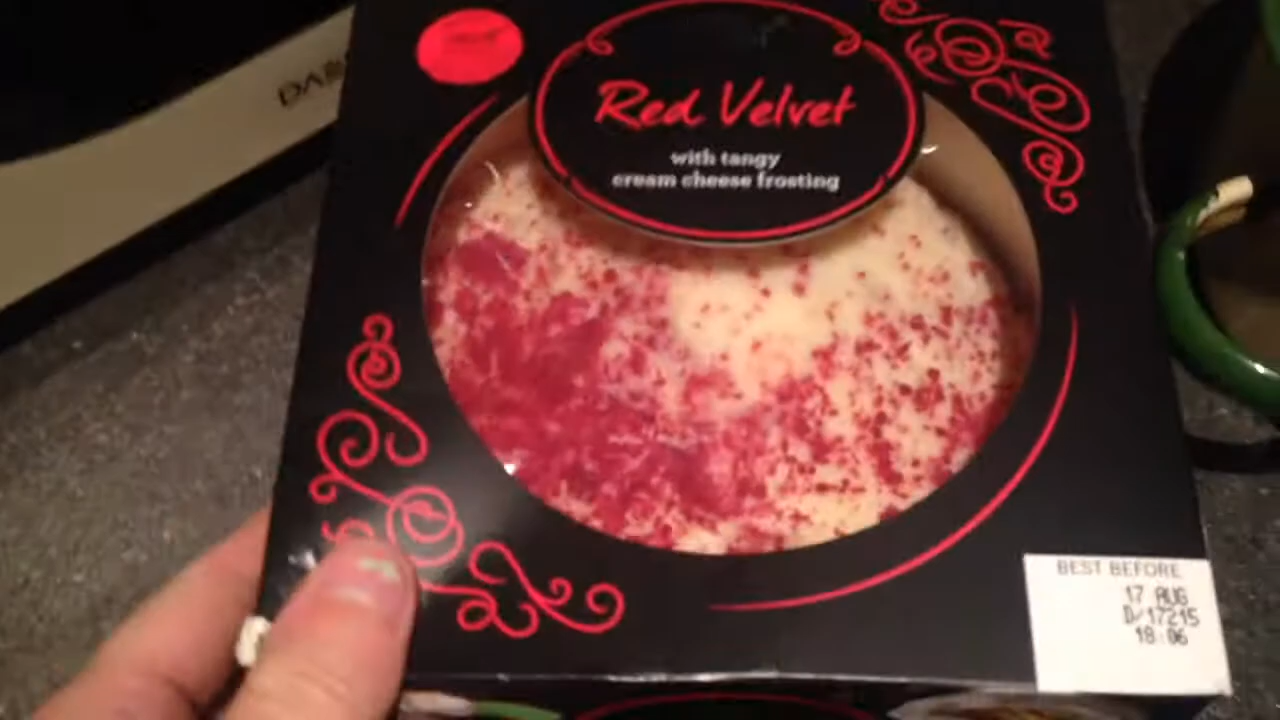 Red Velvet
with tangy
cream cheese frosting
BEST BEFORE
17 AUG
D/17215
18:06